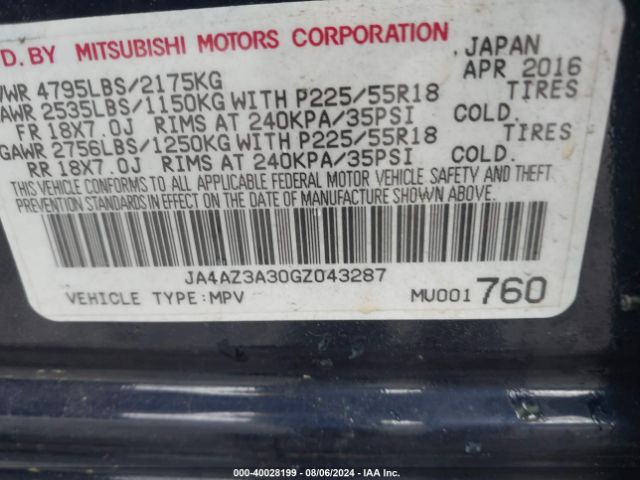 D. BY MITSUBISHI MOTORS CORPORATION JAPAN
VWR 4795LBS/2175KG APR 2016
AWR 2535LBS/1150KG WITH P225/55R18 TIRES
FR 18X7.0J RIMS AT 240KPA/35PSI COLD.
GAWR 2756LBS/1250KG WITH P225/55R18 TIRES
RR 18X7.0J RIMS AT 240KPA/35PSI COLD.
THIS VEHICLE CONFORMS TO ALL APPLICABLE FEDERAL MOTOR VEHICLE SAFETY AND THEFT
PREVENTION STANDARDS IN EFFECT ON THE DATE OF MANUFACTURE SHOWN ABOVE.
JA4AZ3A30GZ043287
VEHICLE TYPE:MPV MU001 760
000-40028199 - 08/06/2024 - IAA Inc.